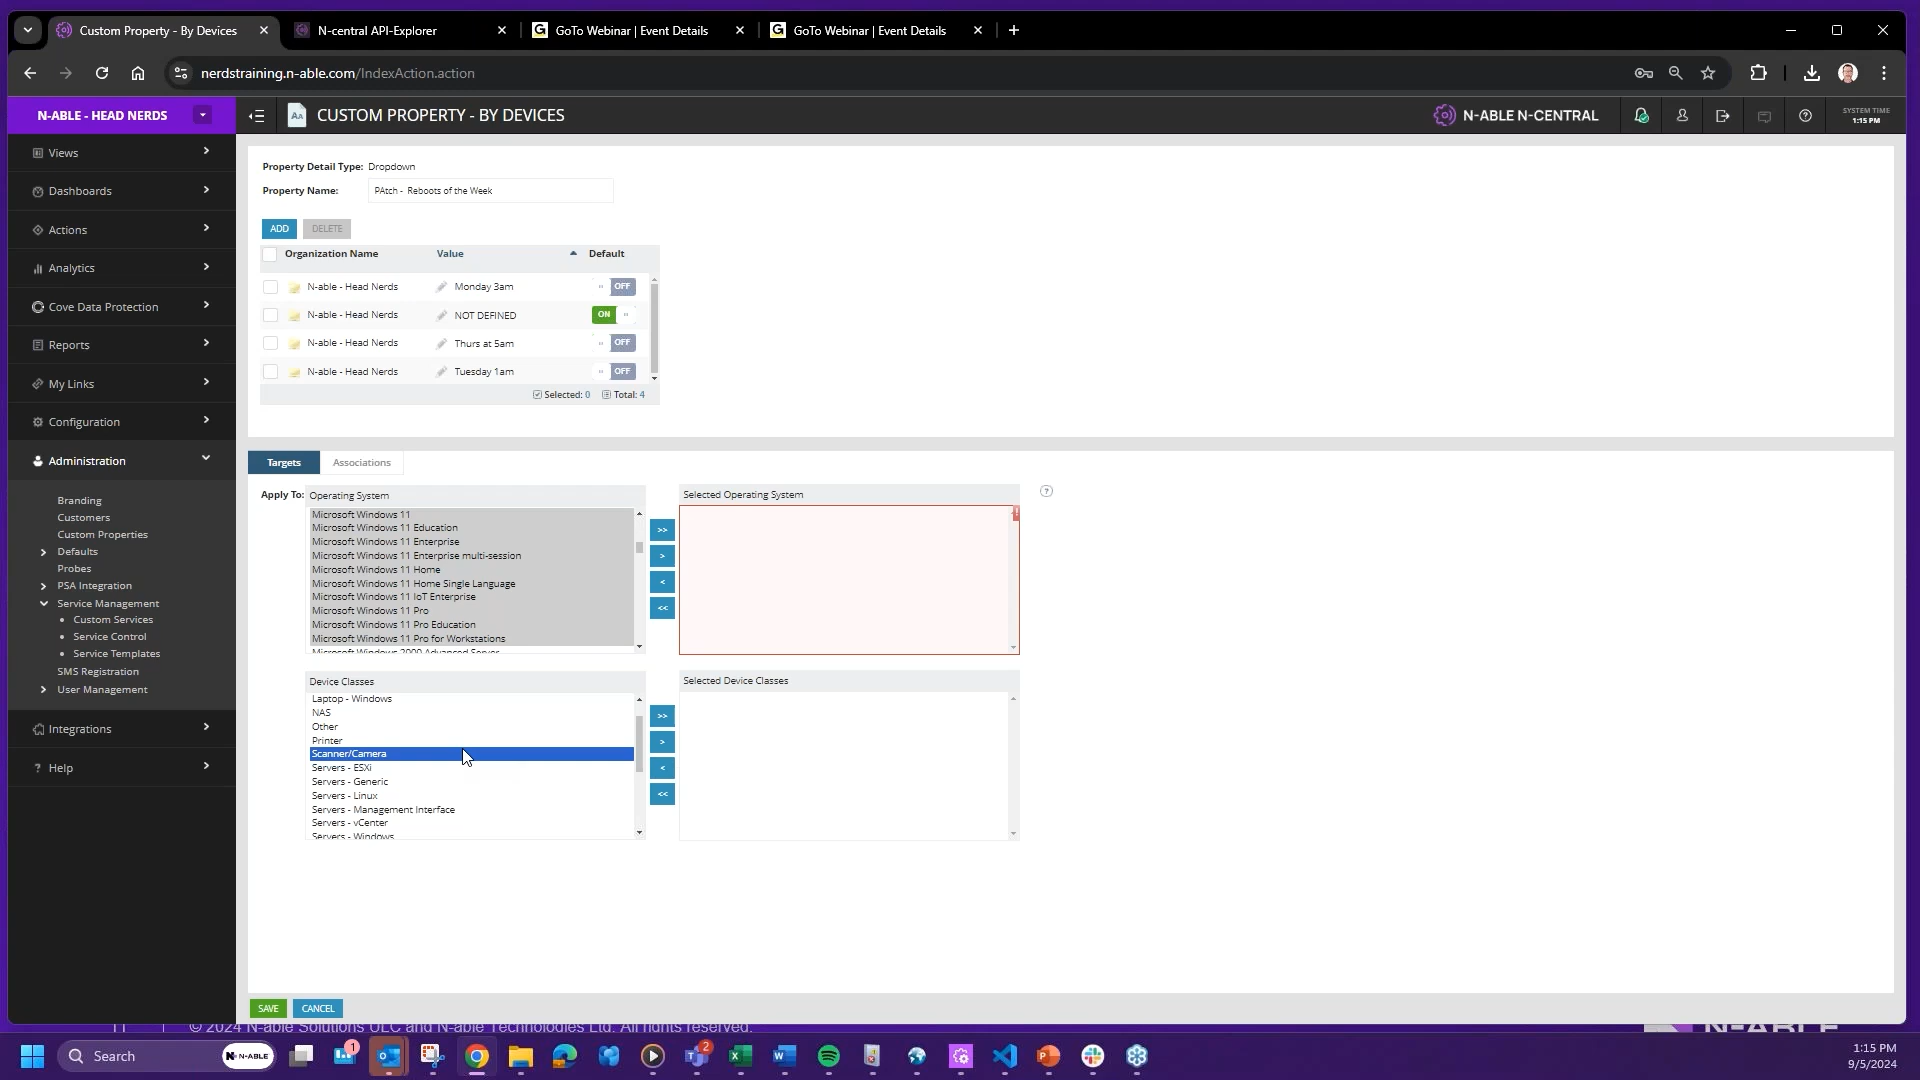 Custom Property - By Devices
N-central API-Explorer
GoTo Webinar | Event Details
GoTo Webinar | Event Details
nerdstraining.n-able.com/IndexAction.action
N-ABLE - HEAD NERDS
CUSTOM PROPERTY - BY DEVICES
N-ABLE N-CENTRAL
SYSTEM TIME
1:15 PM
Views
Dashboards
Actions
Analytics
Cove Data Protection
Reports
My Links
Configuration
Administration
Branding
Customers
Custom Properties
Defaults
Probes
PSA Integration
Service Management
Custom Services
Service Control
Service Templates
SMS Registration
User Management
Integrations
Help
Property Detail Type: Dropdown
Property Name: PAtch - Reboots of the Week
ADD DELETE
Organization Name Value Default
N-able - Head Nerds Monday 3am OFF
N-able - Head Nerds NOT DEFINED ON
N-able - Head Nerds Thurs at 5am OFF
N-able - Head Nerds Tuesday 1am OFF
Selected: 0 Total: 4
Targets Associations
Apply To: Operating System
Selected Operating System
Microsoft Windows 11
Microsoft Windows 11 Education
Microsoft Windows 11 Enterprise
Microsoft Windows 11 Enterprise multi-session
Microsoft Windows 11 Home
Microsoft Windows 11 Home Single Language
Microsoft Windows 11 IoT Enterprise
Microsoft Windows 11 Pro
Microsoft Windows 11 Pro Education
Microsoft Windows 11 Pro for Workstations
Microsoft Windows 2000 Advanced Server
>>
>
<
<<
Device Classes
Selected Device Classes
Laptop - Windows
NAS
Other
Printer
Scanner/Camera
Servers - ESXi
Servers - Generic
Servers - Linux
Servers - Management Interface
Servers - vCenter
Servers - Windows
>>
>
<
<<
SAVE CANCEL
© 2024 N-able Solutions ULC and N-able Technologies Ltd. All rights reserved.
N-ABLE
Search
N-ABLE
1
2
1:15 PM
9/5/2024